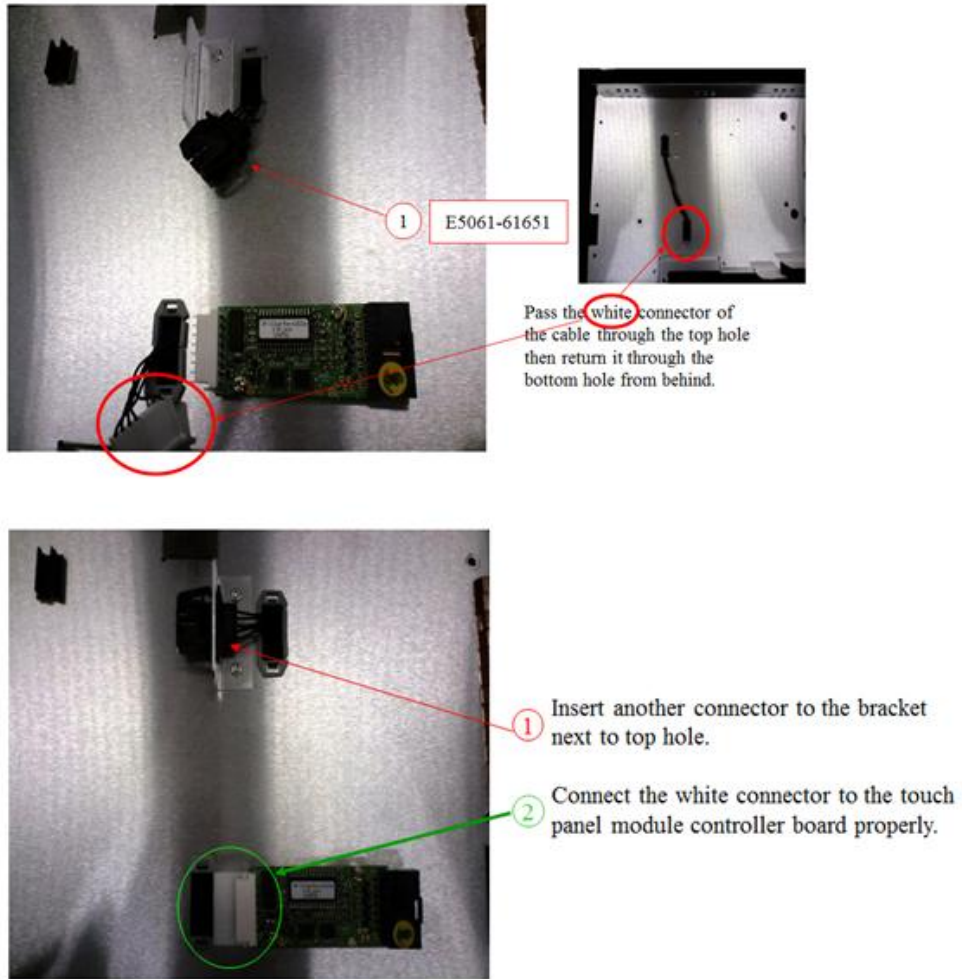 1
E5061-61651
Pass the white connector of
the cable through the top hole
then return it through the
bottom hole from behind.
1
Insert another connector to the bracket
next to top hole.
2
Connect the white connector to the touch
panel module controller board properly.